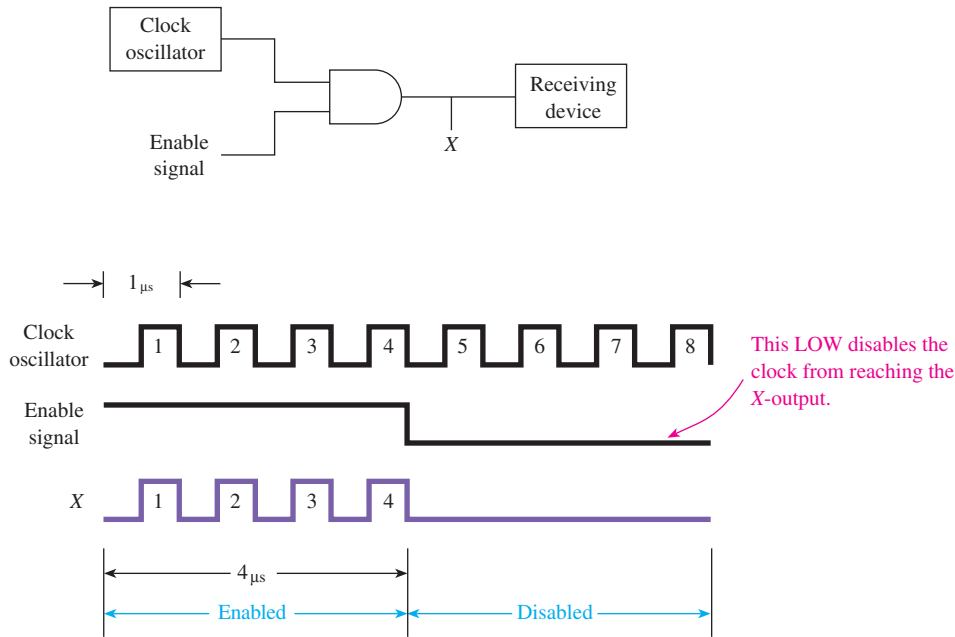 Clock
oscillator
Receiving
device
Enable
signal
X
1 μs
Clock
oscillator
1 2 3 4 5 6 7 8
This LOW disables the
clock from reaching the
X-output.
Enable
signal
X
1 2 3 4
4 μs
Enabled
Disabled